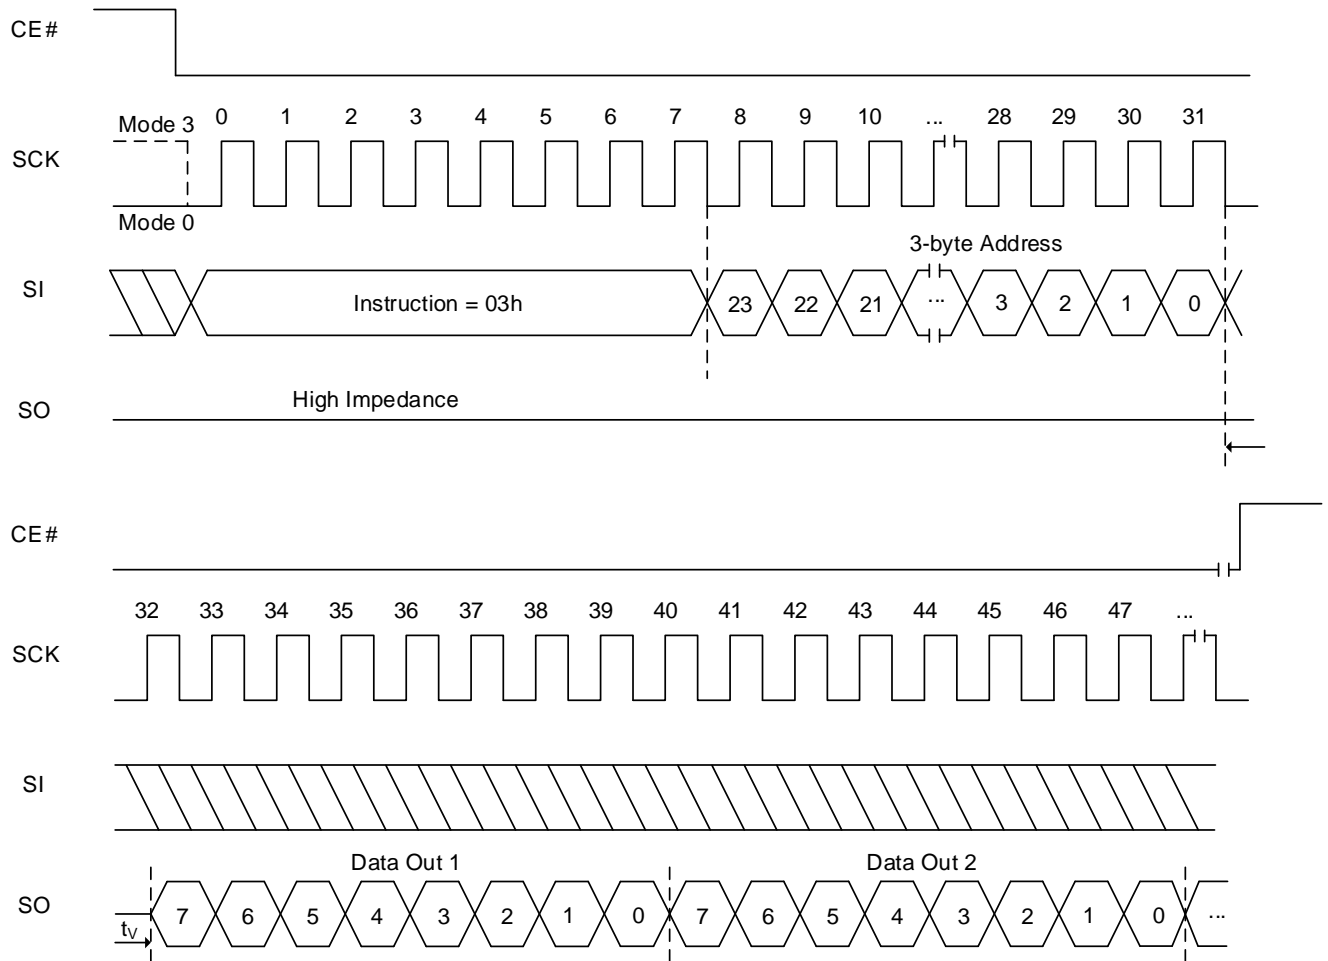 CE#
0 1 2 3 4 5 6 7 8 9 10 ... 28 29 30 31
Mode 3
SCK
Mode 0
3-byte Address
SI
Instruction = 03h 23 22 21 ... 3 2 1 0
High Impedance
SO
CE#
32 33 34 35 36 37 38 39 40 41 42 43 44 45 46 47 ...
SCK
SI
Data Out 1 Data Out 2
SO
7 6 5 4 3 2 1 0 7 6 5 4 3 2 1 0 ...
tV